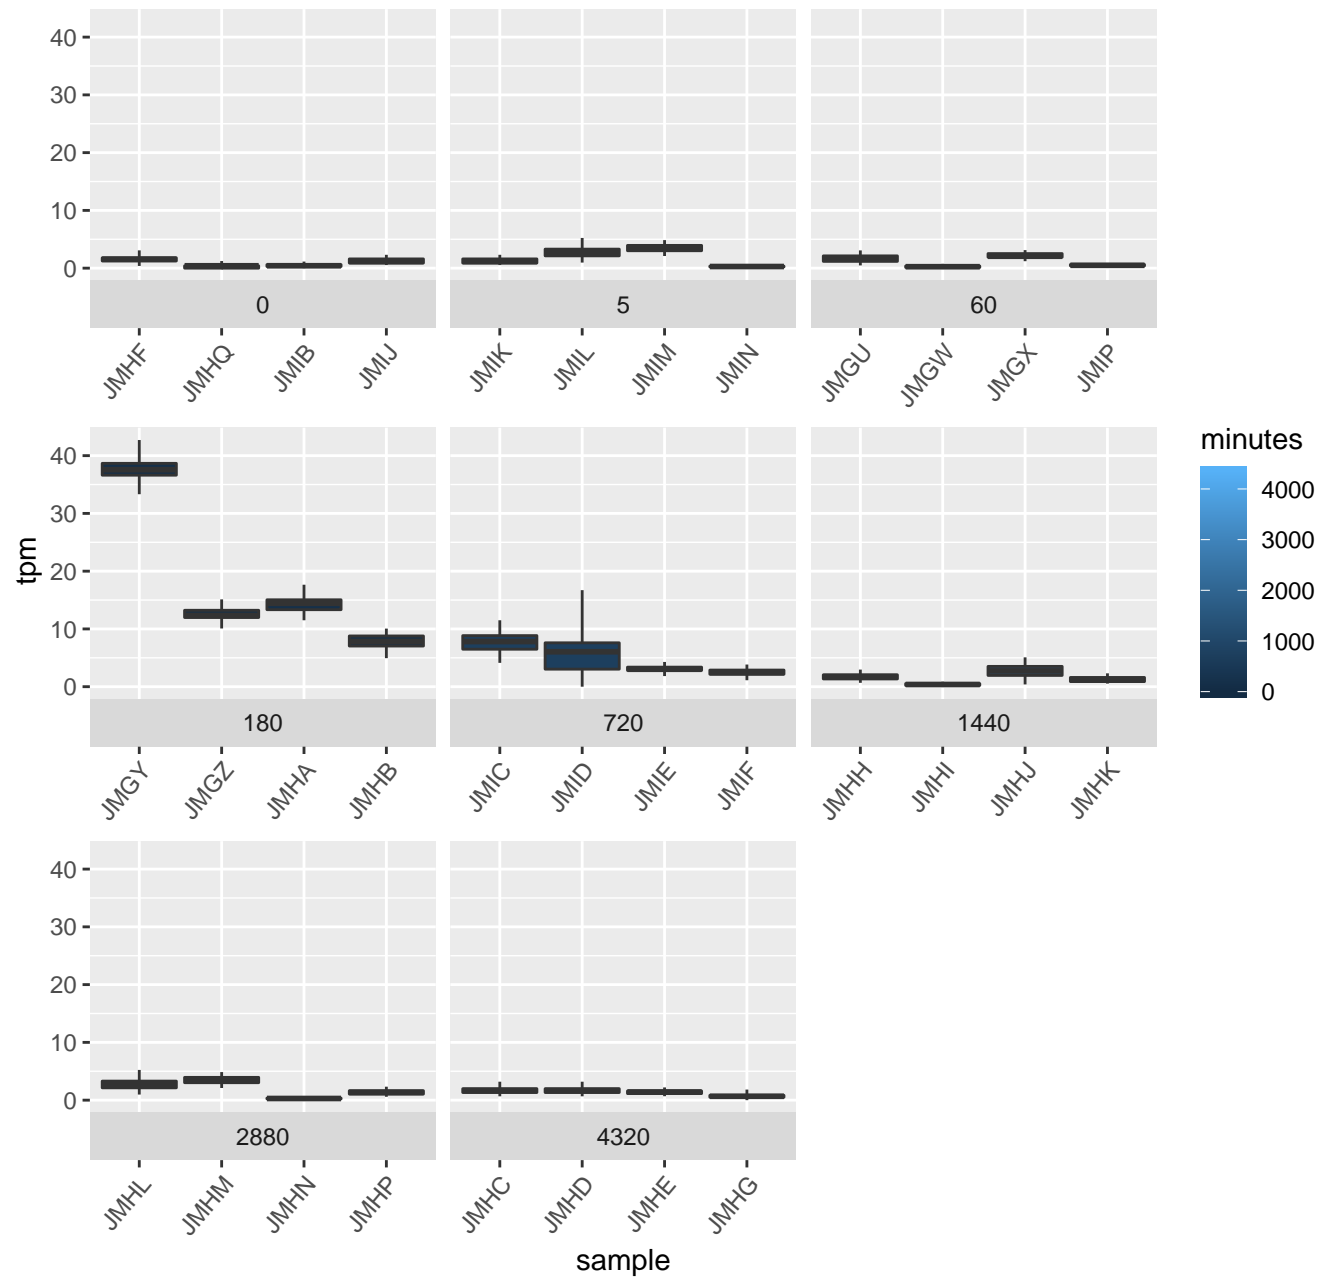 40
30
20
10
0
0
5
60
JMHF
JMHQ
JMIB
JMIJ
JMIK
JMIL
JMIM
JMIN
JMGU
JMGW
JMGX
JMIP
tpm
40
30
20
10
0
180
720
1440
JMGY
JMGZ
JMHA
JMHB
JMIC
JMID
JMIE
JMIF
JMHH
JMHI
JMHJ
JMHK
minutes
4000
3000
2000
1000
0
40
30
20
10
0
2880
4320
JMHL
JMHM
JMHN
JMHP
JMHC
JMHD
JMHE
JMHG
sample